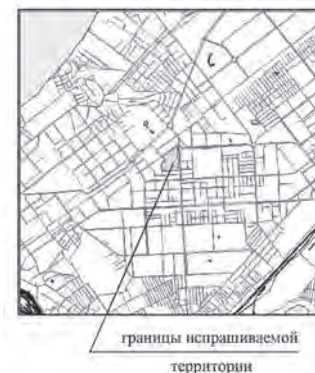 границы испрашиваемой
территории